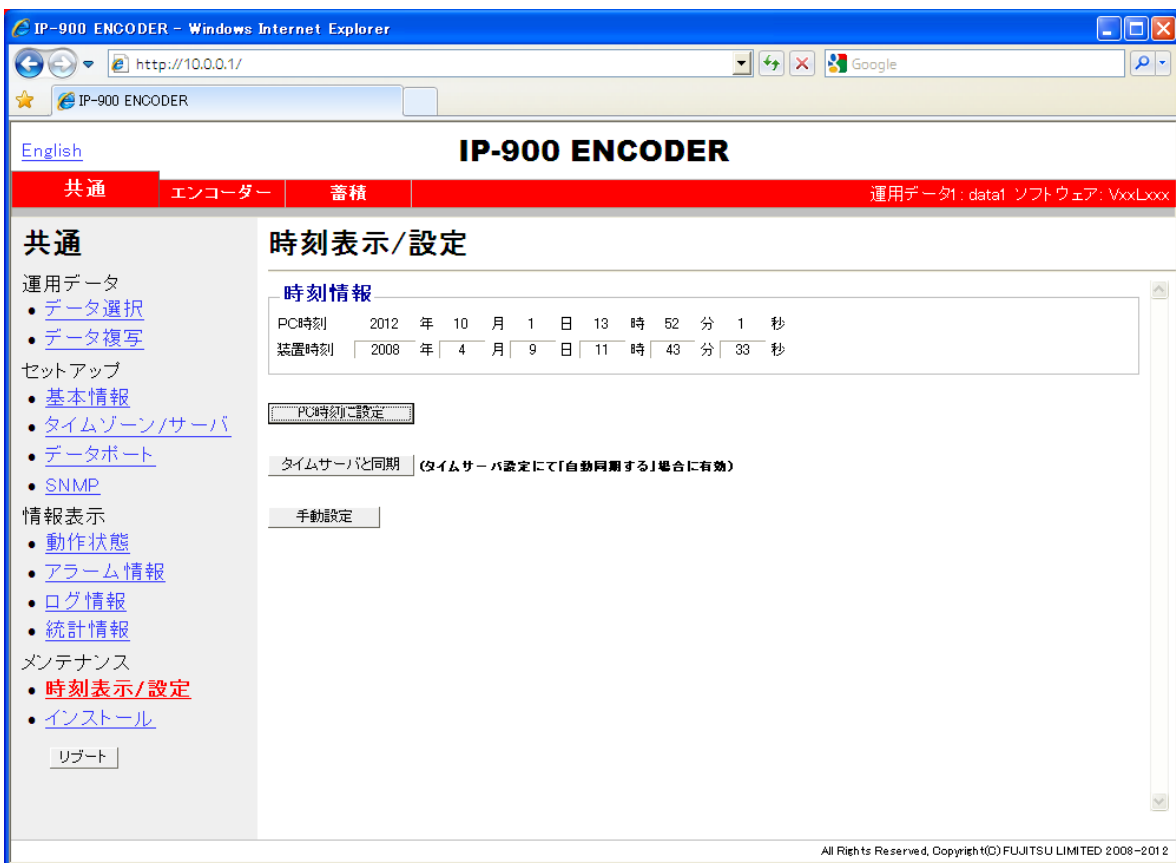 IP-900 ENCODER - Windows Internet Explorer
http://10.0.0.1/
Google
IP-900 ENCODER
English
IP-900 ENCODER
共通 エンコーダー 蓄積 運用データ1: data1 ソフトウェア: VxxLxxx
共通
運用データ
・データ選択
・データ複写
セットアップ
・基本情報
・タイムゾーン/サーバ
・データポート
・SNMP
情報表示
・動作状態
・アラーム情報
・ログ情報
・統計情報
メンテナンス
・時刻表示/設定
・インストール
リブート
時刻表示/設定
時刻情報
PC時刻 2012 年 10 月 1 日 13 時 52 分 1 秒
装置時刻 2008 年 4 月 9 日 11 時 43 分 33 秒
PC時刻に設定
タイムサーバと同期 (タイムサーバ設定にて「自動同期する」場合に有効)
手動設定
All Rights Reserved, Copyright(C) FUJITSU LIMITED 2008-2012